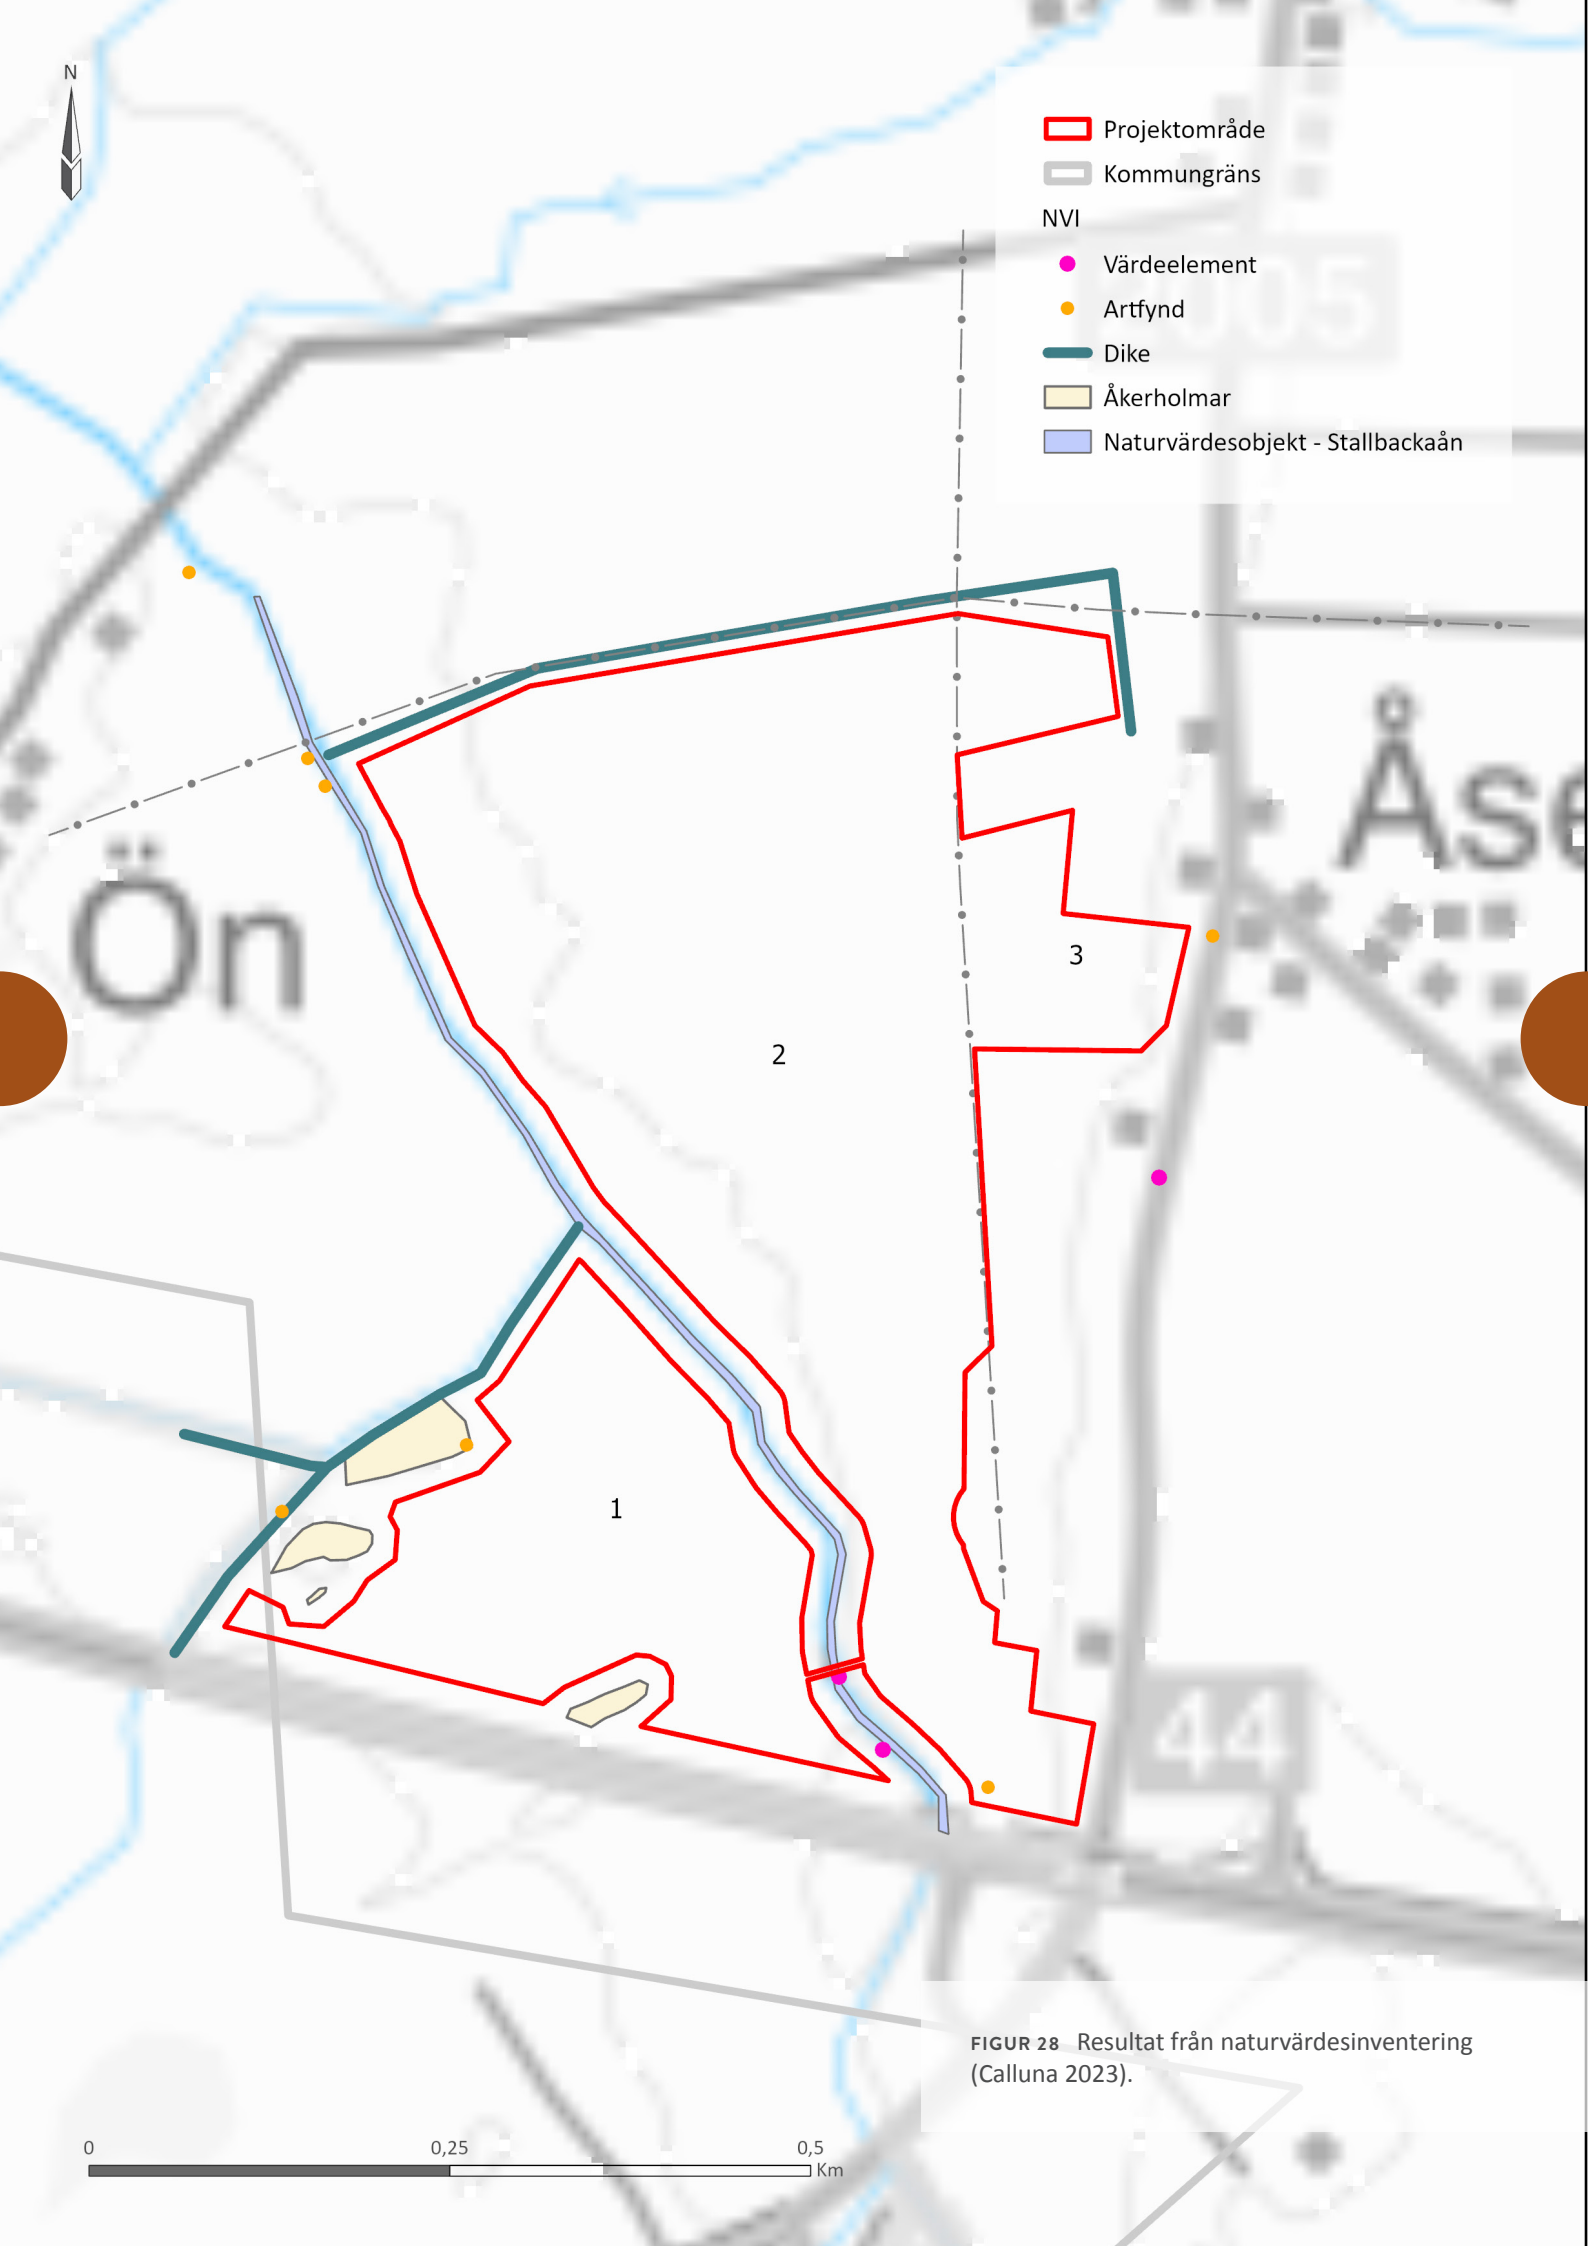 N
Projektområde
Kommungräns
NVI
Värdeelement
Artfynd
Dike
Åkerholmar
Naturvärdesobjekt - Stallbackaån
Åse
Ön
3
2
1
44
FIGUR 28 Resultat från naturvärdesinventering
(Calluna 2023).
0 0,25 0,5
Km